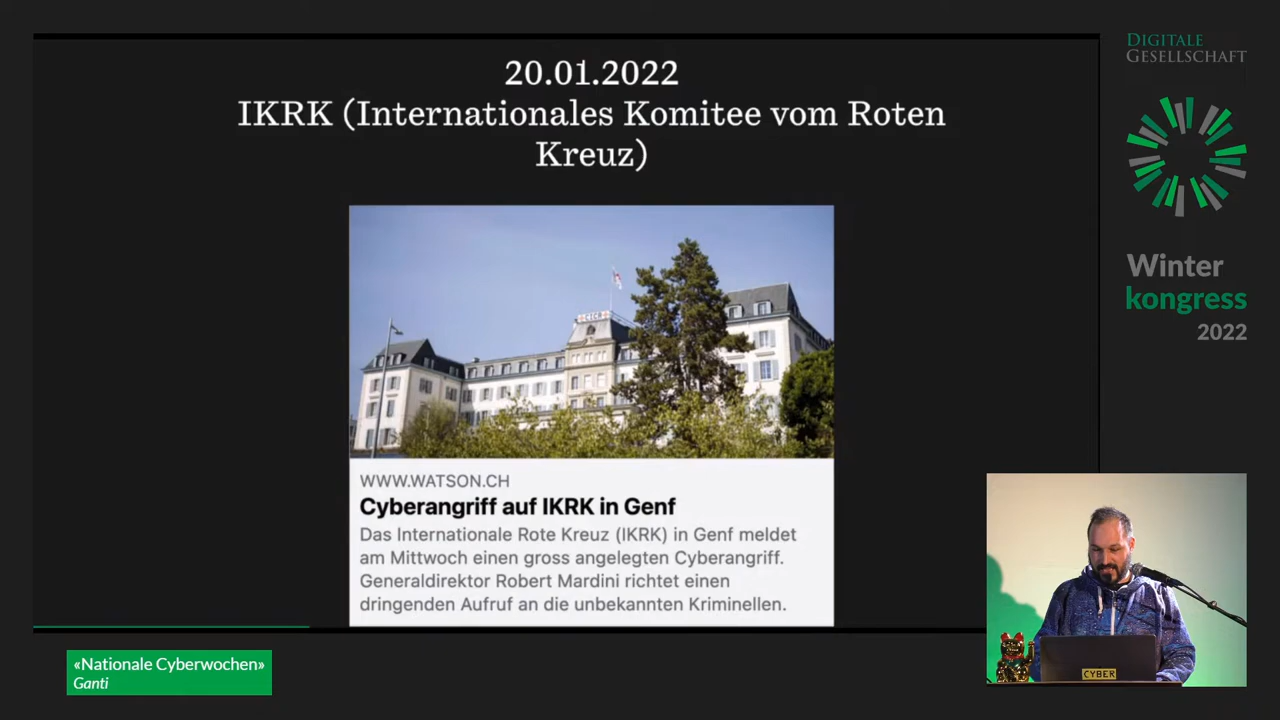 20.01.2022
IKRK (Internationales Komitee vom Roten
Kreuz)
WWW.WATSON.CH
Cyberangriff auf IKRK in Genf
Das Internationale Rote Kreuz (IKRK) in Genf meldet
am Mittwoch einen gross angelegten Cyberangriff.
Generaldirektor Robert Mardini richtet einen
dringenden Aufruf an die unbekannten Kriminellen.
DIGITALE
GESELLSCHAFT
Winter
kongress
2022
CYBER
«Nationale Cyberwochen»
Ganti